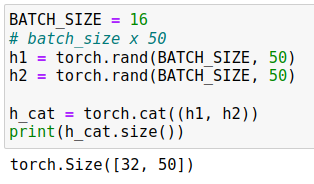 BATCH_SIZE = 16
# batch_size x 50
h1 = torch.rand(BATCH_SIZE, 50)
h2 = torch.rand(BATCH_SIZE, 50)
h_cat = torch.cat((h1, h2))
print(h_cat.size())
torch.Size([32, 50])